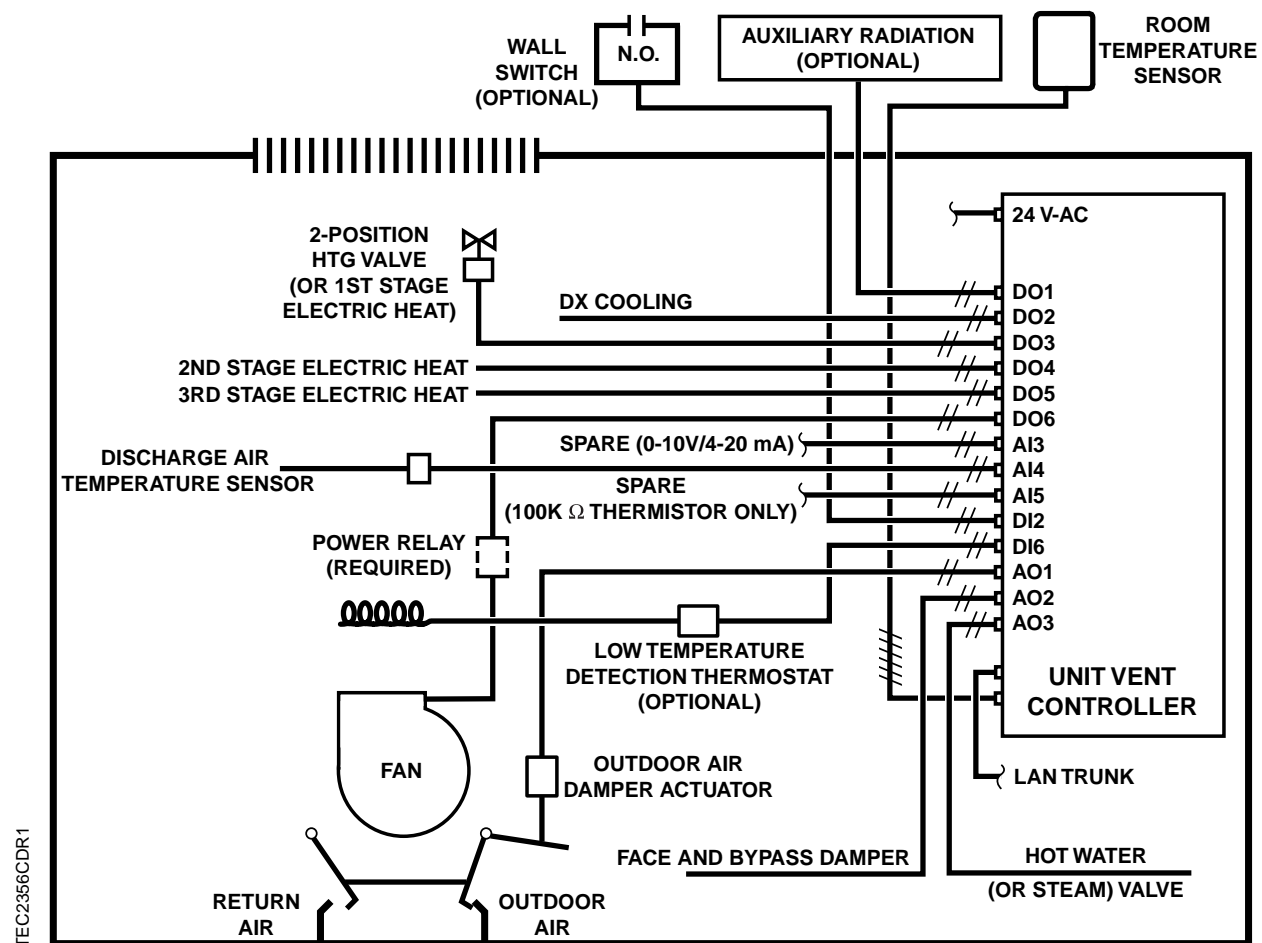 WALL
SWITCH
(OPTIONAL)
N.O.
AUXILIARY RADIATION
(OPTIONAL)
ROOM
TEMPERATURE
SENSOR
24 V-AC
2-POSITION
HTG VALVE
(OR 1ST STAGE
ELECTRIC HEAT)
DX COOLING
2ND STAGE ELECTRIC HEAT
3RD STAGE ELECTRIC HEAT
DO1
DO2
DO3
DO4
DO5
DO6
AI3
AI4
AI5
DI2
DI6
AO1
AO2
AO3
SPARE (0-10V/4-20 mA)
DISCHARGE AIR
TEMPERATURE SENSOR
SPARE
(100K Ω THERMISTOR ONLY)
POWER RELAY
(REQUIRED)
LOW TEMPERATURE
DETECTION THERMOSTAT
(OPTIONAL)
UNIT VENT
CONTROLLER
FAN
OUTDOOR AIR
DAMPER ACTUATOR
LAN TRUNK
FACE AND BYPASS DAMPER
HOT WATER
(OR STEAM) VALVE
RETURN
AIR
OUTDOOR
AIR
TEC2356CDR1